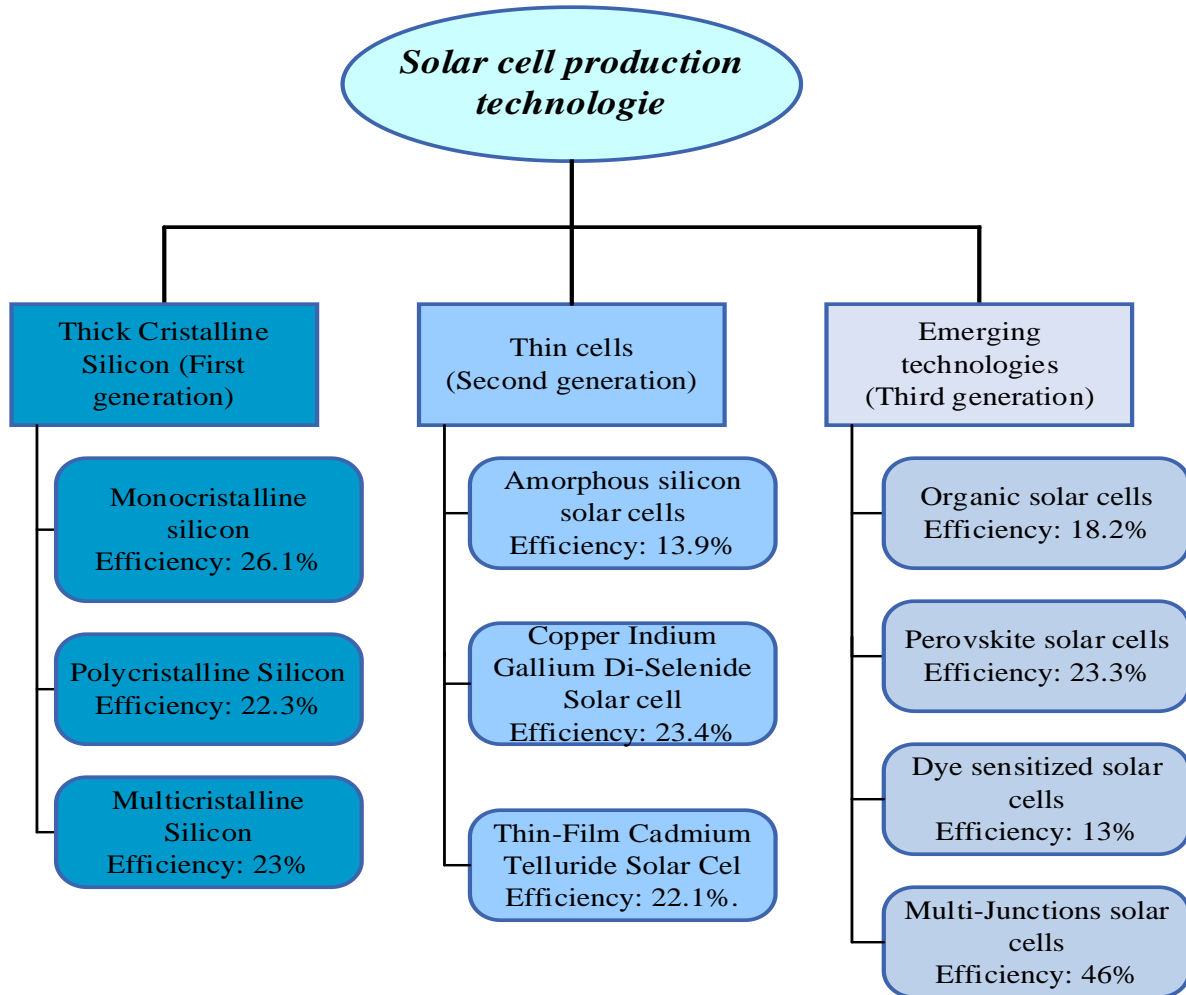 Solar cell production
technologie
Thick Cristalline
Silicon (First
generation)
Monocristalline
silicon
Efficiency: 26.1%
Polycristalline Silicon
Efficiency: 22.3%
Multicristalline
Silicon
Efficiency: 23%
Thin cells
(Second generation)
Amorphous silicon
solar cells
Efficiency: 13.9%
Copper Indium
Gallium Di-Selenide
Solar cell
Efficiency: 23.4%
Thin-Film Cadmium
Telluride Solar Cel
Efficiency: 22.1%.
Emerging
technologies
(Third generation)
Organic solar cells
Efficiency: 18.2%
Perovskite solar cells
Efficiency: 23.3%
Dye sensitized solar
cells
Efficiency: 13%
Multi-Junctions solar
cells
Efficiency: 46%